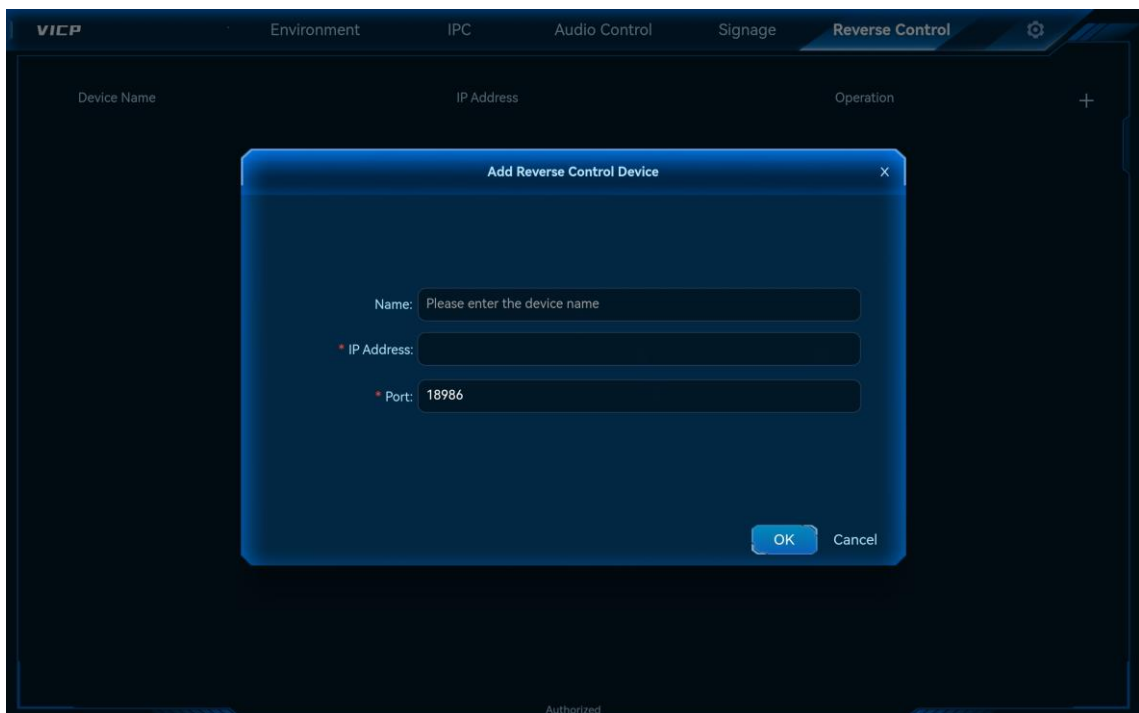 VICP Environment IPC Audio Control Signage Reverse Control
Device Name IP Address Operation +
Add Reverse Control Device X
Name: Please enter the device name
* IP Address:
* Port: 18986
OK Cancel
Authorized